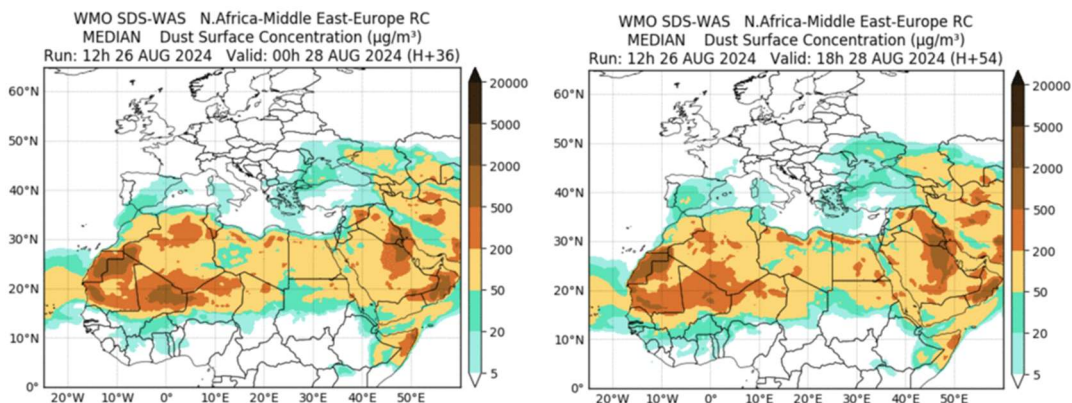 WMO SDS-WAS N.Africa-Middle East-Europe RC
MEDIAN Dust Surface Concentration (µg/m³)
Run: 12h 26 AUG 2024 Valid: 00h 28 AUG 2024 (H+36)
60°N
50°N
40°N
30°N
20°N
10°N
0°
20°W
10°W
0°E
10°E
20°E
30°E
40°E
50°E
20000
5000
2000
500
200
50
20
5
WMO SDS-WAS N.Africa-Middle East-Europe RC
MEDIAN Dust Surface Concentration (µg/m³)
Run: 12h 26 AUG 2024 Valid: 18h 28 AUG 2024 (H+54)
60°N
50°N
40°N
30°N
20°N
10°N
0°
20°W
10°W
0°E
10°E
20°E
30°E
40°E
50°E
20000
5000
2000
500
200
50
20
5